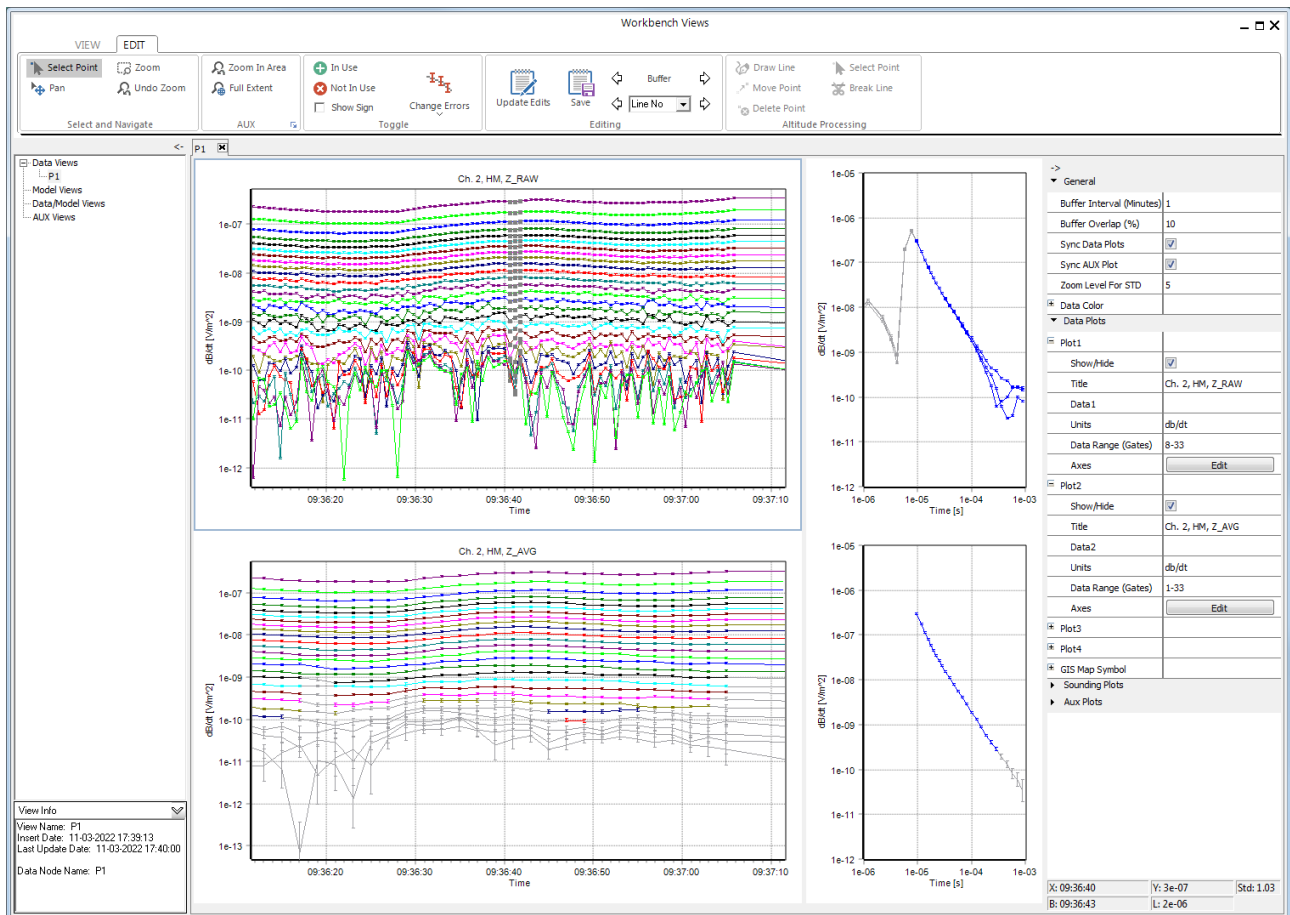 Workbench Views
VIEW EDIT
Select Point Zoom Zoom In Area In Use Buffer Draw Line Select Point
Pan Undo Zoom Full Extent Not In Use Line No Move Point Break Line
Show Sign Change Errors Update Edits Save Delete Point
Select and Navigate AUX Toggle Editing Altitude Processing
<- P1
Data Views
P1
Model Views
Data/Model Views
AUX Views
View Info
View Name: P1
Insert Date: 11-03-2022 17:39:13
Last Update Date: 11-03-2022 17:40:00
Data Node Name: P1
Ch. 2, HM, Z_RAW
dB/dt [V/m^2]
1e-07
1e-08
1e-09
1e-10
1e-11
1e-12
09:36:20 09:36:30 09:36:40 09:36:50 09:37:00 09:37:10
Time
1e-05
1e-06
1e-07
1e-08
1e-09
1e-10
1e-11
1e-12
dB/dt [V/m^2]
1e-06 1e-05 1e-04 1e-03
Time [s]
Ch. 2, HM, Z_AVG
dB/dt [V/m^2]
1e-07
1e-08
1e-09
1e-10
1e-11
1e-12
1e-13
09:36:20 09:36:30 09:36:40 09:36:50 09:37:00 09:37:10
Time
1e-05
1e-06
1e-07
1e-08
1e-09
1e-10
1e-11
1e-12
dB/dt [V/m^2]
1e-06 1e-05 1e-04 1e-03
Time [s]
->
General
Buffer Interval (Minutes) 1
Buffer Overlap (%) 10
Sync Data Plots
Sync AUX Plot
Zoom Level For STD 5
Data Color
Data Plots
Plot1
Show/Hide
Title Ch. 2, HM, Z_RAW
Data1
Units db/dt
Data Range (Gates) 8-33
Axes Edit
Plot2
Show/Hide
Title Ch. 2, HM, Z_AVG
Data2
Units db/dt
Data Range (Gates) 1-33
Axes Edit
Plot3
Plot4
GIS Map Symbol
Sounding Plots
Aux Plots
X: 09:36:40 Y: 3e-07 Std: 1.03
B: 09:36:43 L: 2e-06